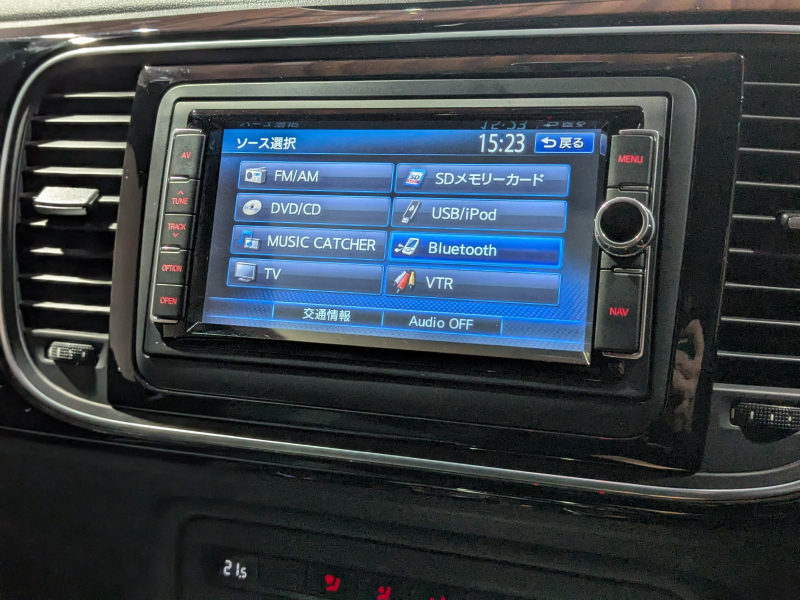 ソース選択 15:23 戻る
AV
TUNE
TRACK
OPTION
OPEN
FM/AM
SDメモリーカード
DVD/CD
USB/iPod
MUSIC CATCHER
Bluetooth
TV
VTR
交通情報
Audio OFF
MENU
NAV
21.5